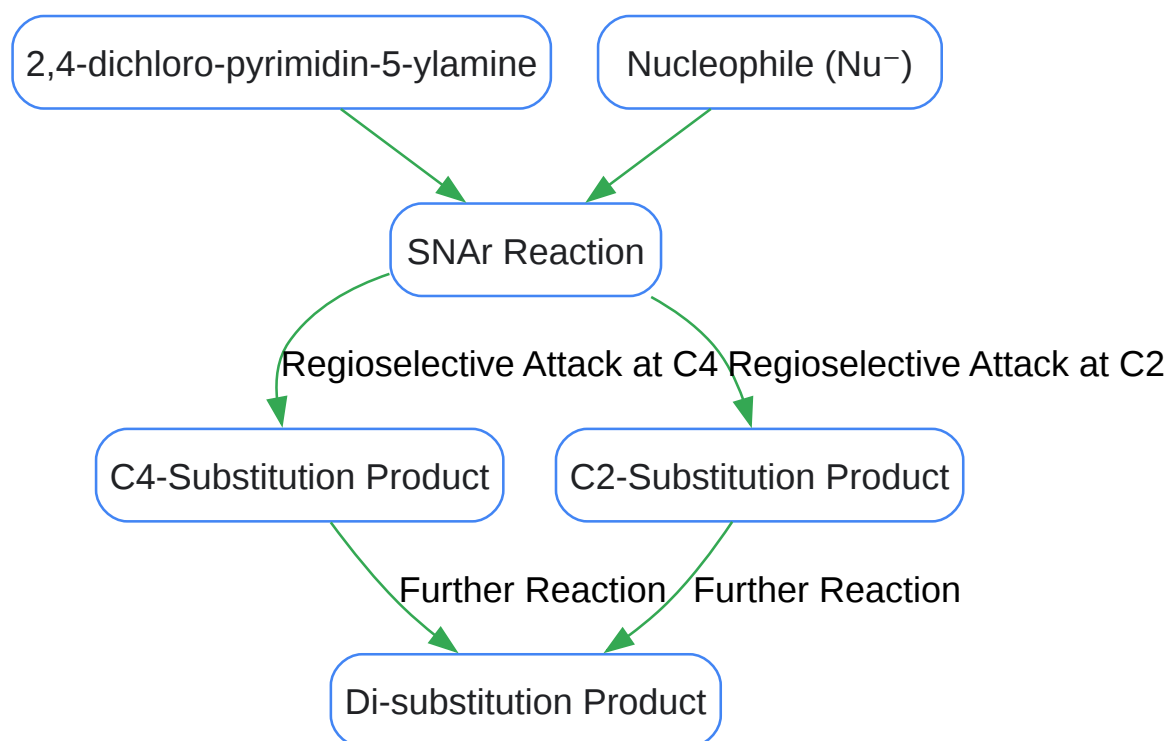 2,4-dichloro-pyrimidin-5-ylamine
Nucleophile (Nu⁻)
SNAr Reaction
Regioselective Attack at C4
Regioselective Attack at C2
C4-Substitution Product
C2-Substitution Product
Further Reaction
Further Reaction
Di-substitution Product